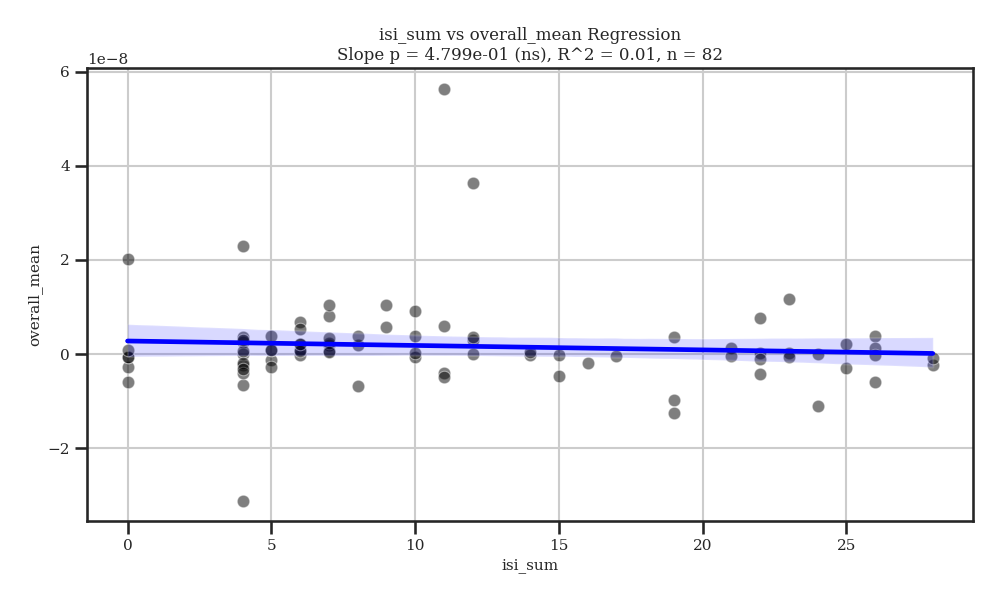 isi_sum vs overall_mean Regression
Slope p = 4.799e-01 (ns), R^2 = 0.01, n = 82
1e−8
6
4
2
0
−2
overall_mean
0 5 10 15 20 25
isi_sum